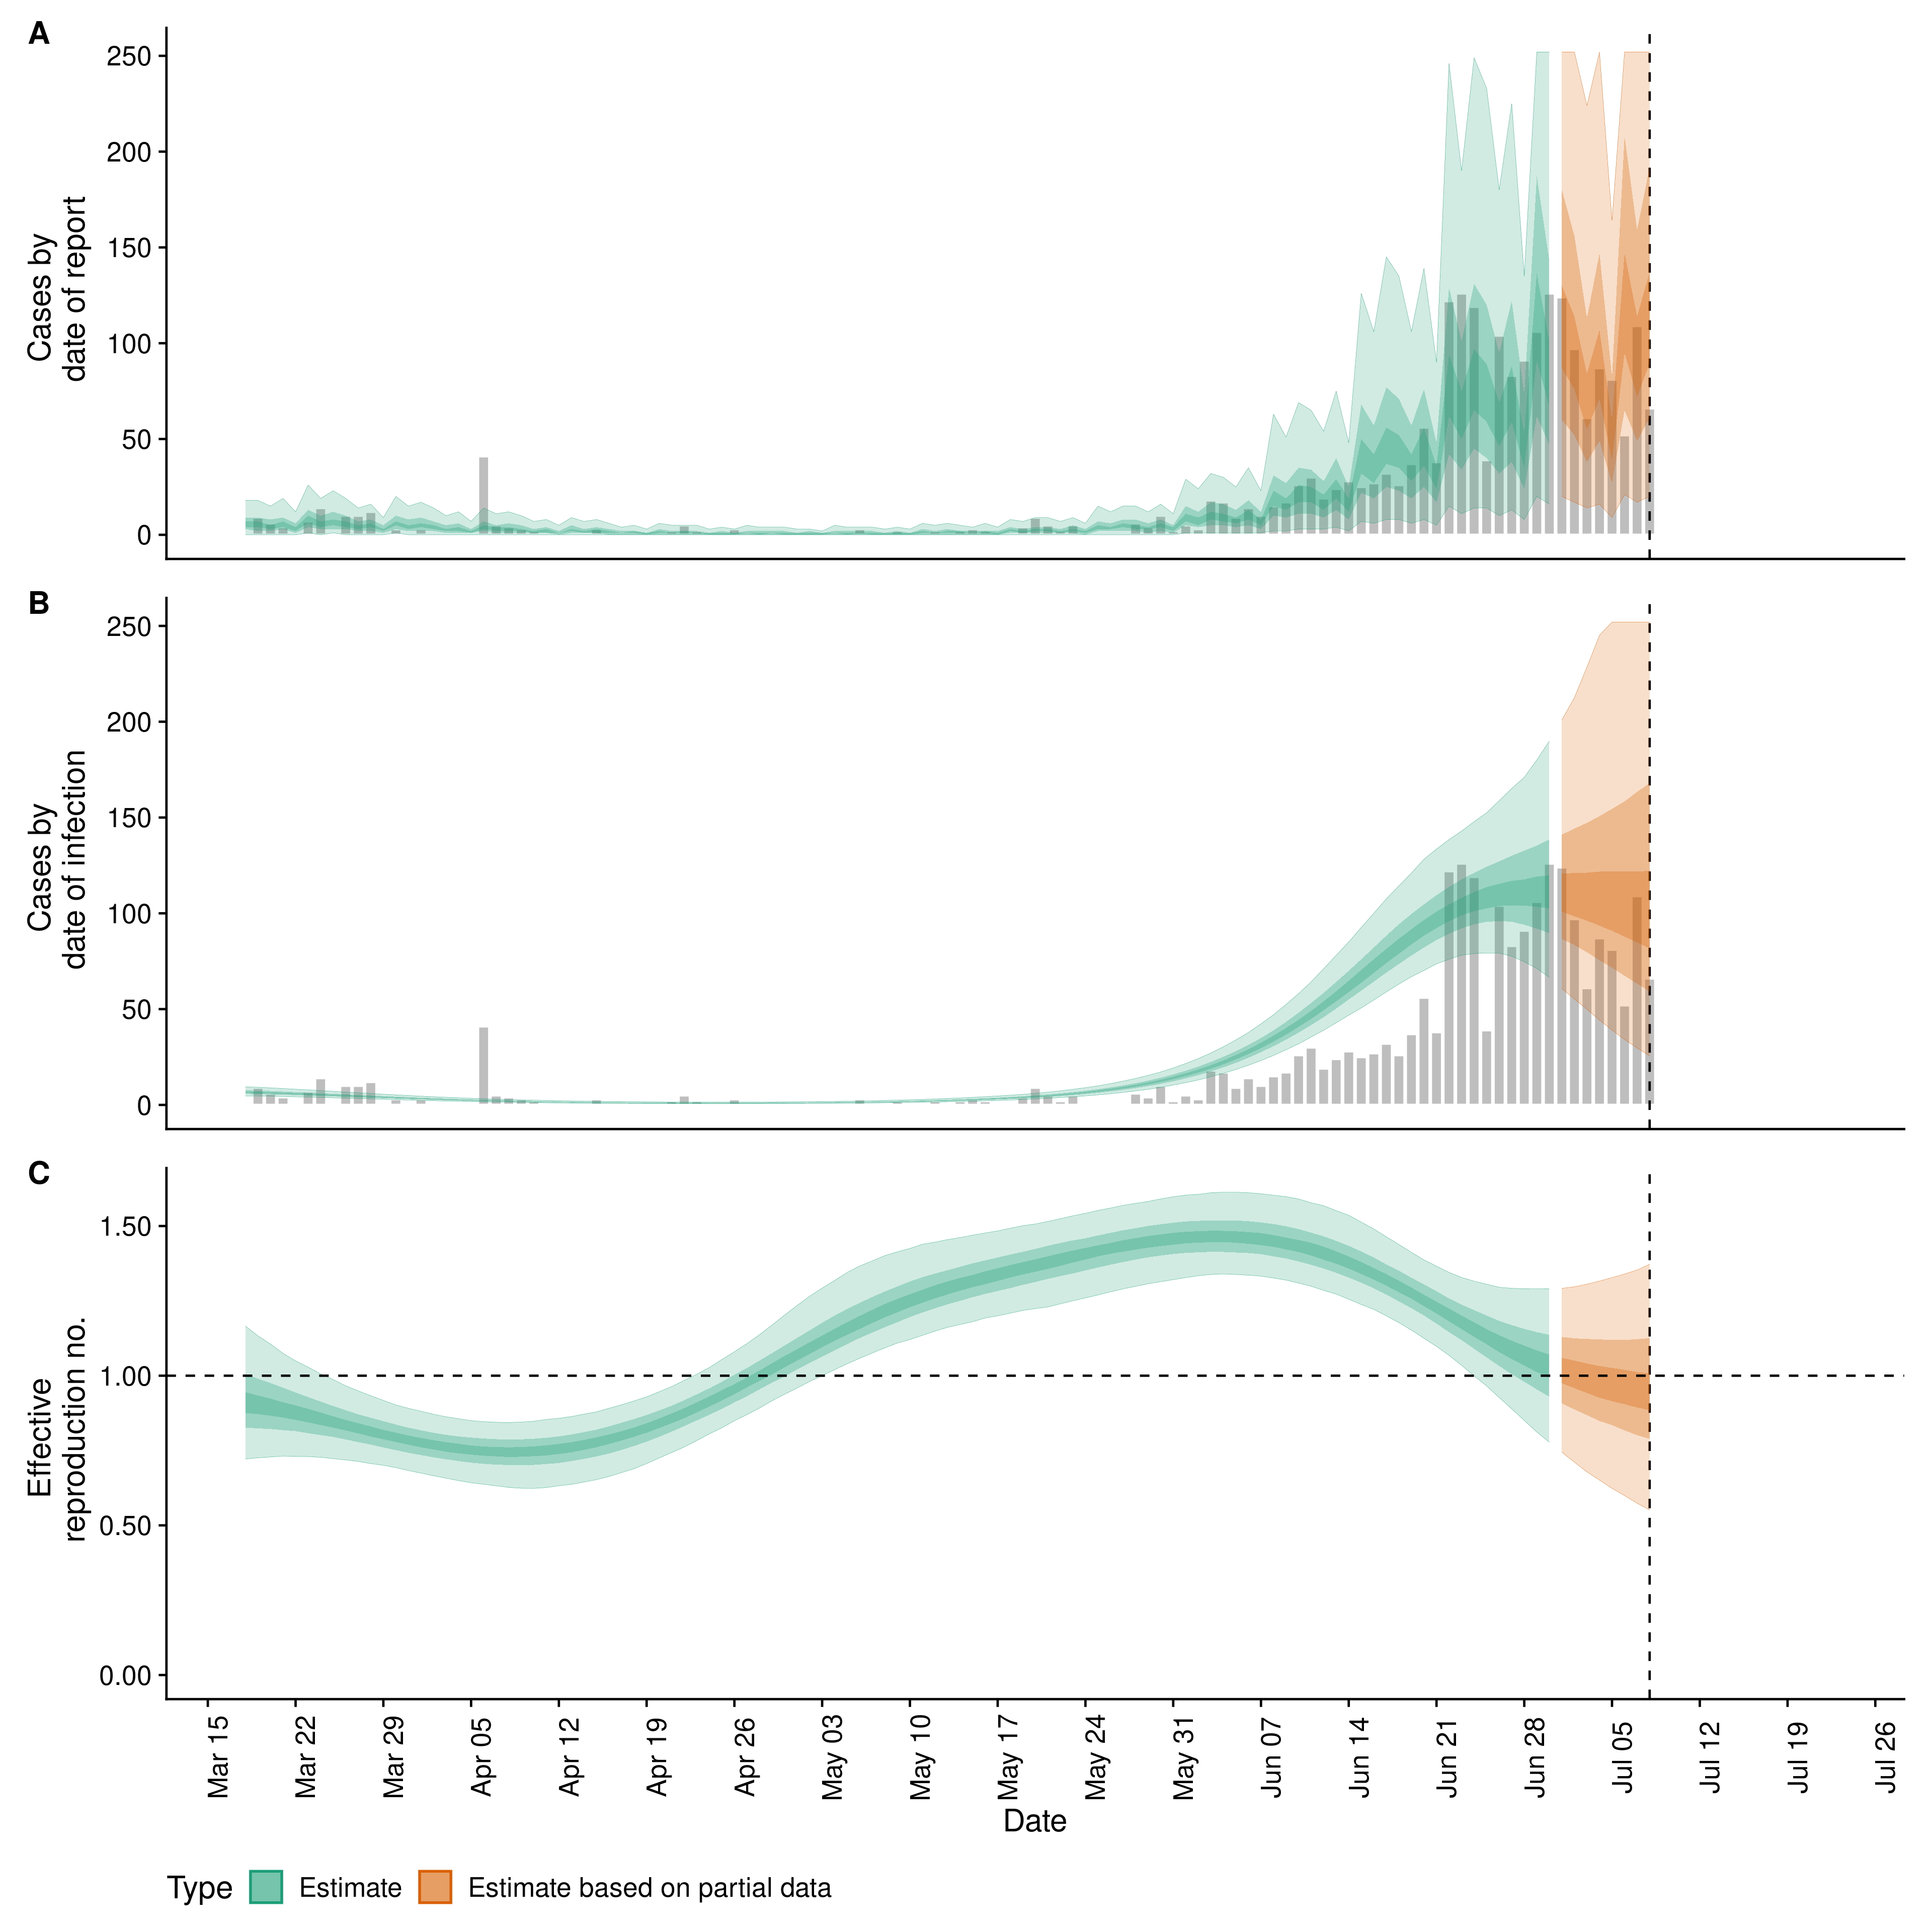 A
250
200
150
100
50
0
Cases by
date of report
B
250
200
150
100
50
0
Cases by
date of infection
C
1.50
1.00
0.50
0.00
Effective
reproduction no.
Mar 15
Mar 22
Mar 29
Apr 05
Apr 12
Apr 19
Apr 26
May 03
May 10
May 17
May 24
May 31
Jun 07
Jun 14
Jun 21
Jun 28
Jul 05
Jul 12
Jul 19
Jul 26
Date
Type Estimate Estimate based on partial data